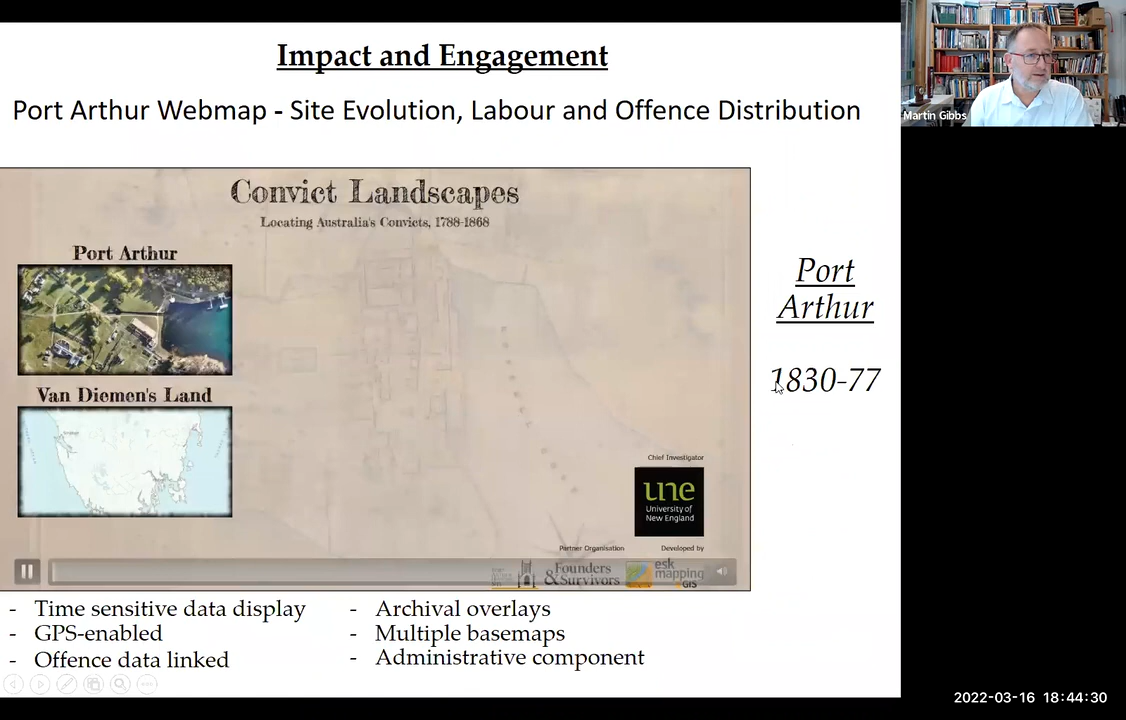 Impact and Engagement
Port Arthur Webmap - Site Evolution, Labour and Offence Distribution
Martin Gibbs
Convict Landscapes
Locating Australia's Convicts, 1788-1868
Port Arthur
Van Diemen's Land
Port
Arthur
1830-77
Chief Investigator
une
University of
New England
Partner Organisation
Developed by
Founders
& Survivors
esk
mapping
GIS
- Time sensitive data display
- GPS-enabled
- Offence data linked
- Archival overlays
- Multiple basemaps
- Administrative component
2022-03-16 18:44:30